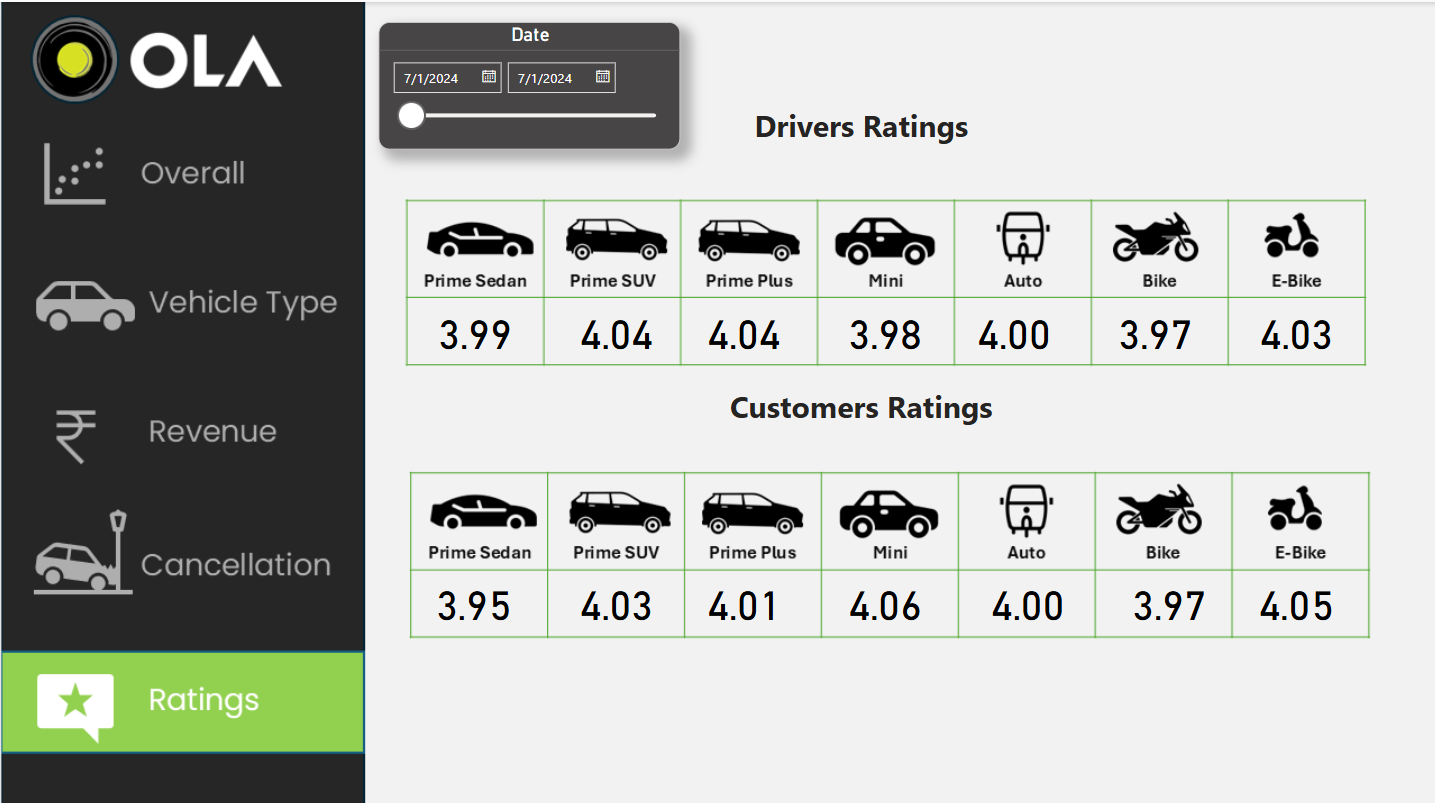 OLA
Overall
Vehicle Type
Revenue
Cancellation
Ratings
Date
7/1/2024 7/1/2024
Drivers Ratings
Prime Sedan Prime SUV Prime Plus Mini Auto Bike E-Bike
3.99 4.04 4.04 3.98 4.00 3.97 4.03
Customers Ratings
Prime Sedan Prime SUV Prime Plus Mini Auto Bike E-Bike
3.95 4.03 4.01 4.06 4.00 3.97 4.05